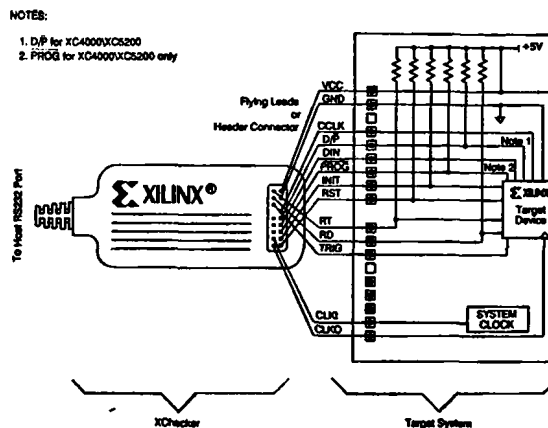 NOTES:
1. D/P for XC4000\XC5200
2. PROG for XC4000\XC5200 only
+5V
VCC
GND
Flying Leads
or
Header Connector
CCLK
D/P
DIN
PROG
INIT
RST
Note 1
Note 2
XILINX®
XILINX
Target
Device
To Host RS232 Port
RT
RD
TRIG
CLKI
CLKO
SYSTEM
CLOCK
XChecker
Target System